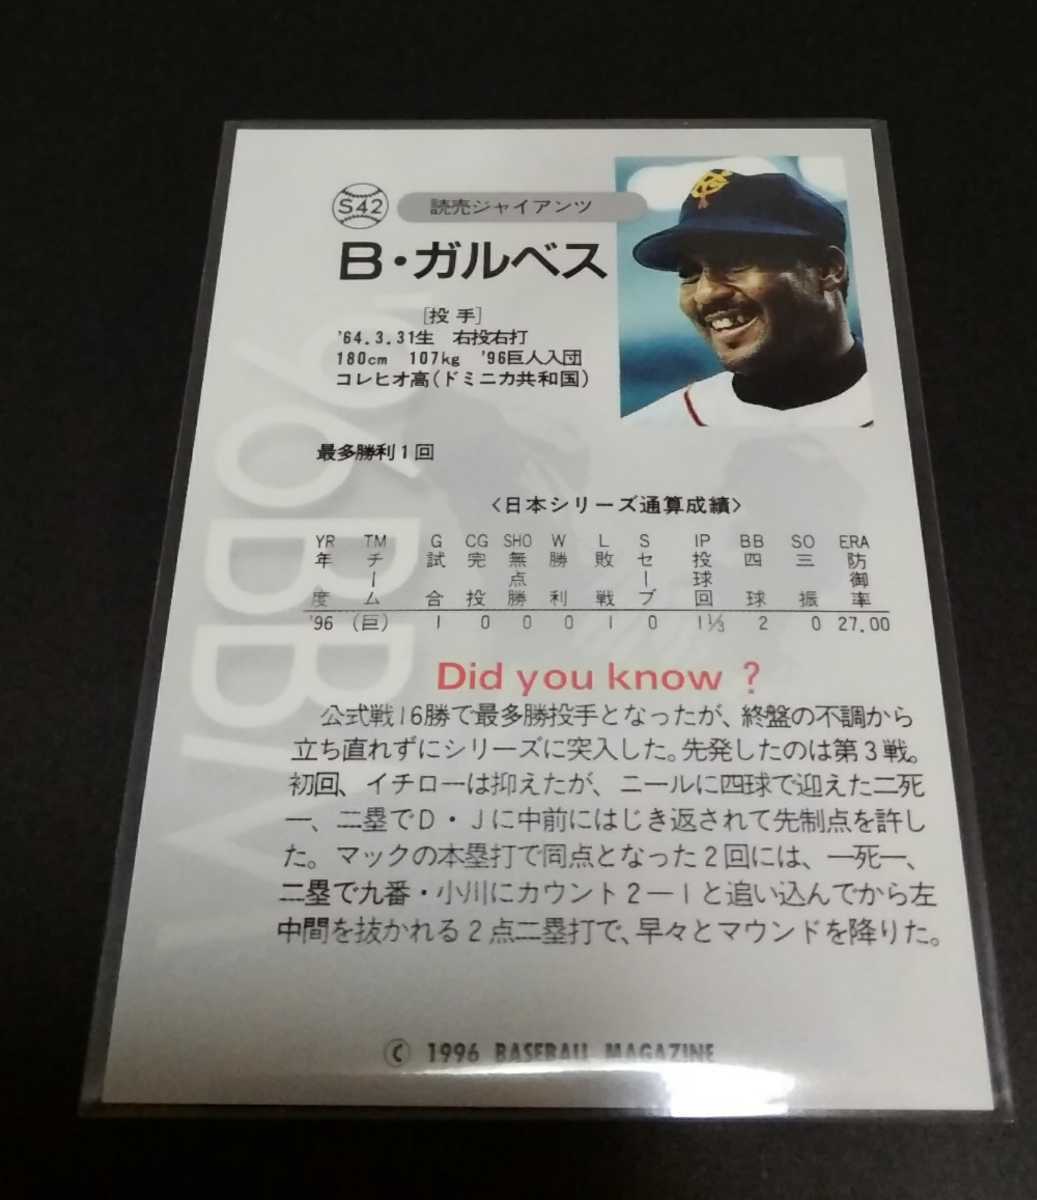 S42 読売ジャイアンツ
B・ガルベス
[投手]
'64.3.31生 右投右打
180cm 107kg '96巨人入団
コレヒオ高(ドミニカ共和国)
最多勝利1回
〈日本シリーズ通算成績〉
YR TM G CG SHO W L S IP BB SO ERA
年度 チーム 試合 完投 無点勝 勝利 敗戦 セーブ 投球回 四球 三振 防御率
'96 (巨) 1 0 0 0 1 0 1⅓ 2 0 27.00
Did you know ?
公式戦16勝で最多勝投手となったが、終盤の不調から
立ち直れずにシリーズに突入した。先発したのは第3戦。
初回、イチローは抑えたが、ニールに四球で迎えた二死
一、二塁でD・Jに中前にはじき返されて先制点を許し
た。マックの本塁打で同点となった2回には、一死一、
二塁で九番・小川にカウント2―1と追い込んでから左
中間を抜かれる2点二塁打で、早々とマウンドを降りた。
© 1996 BASEBALL MAGAZINE
'96BBM